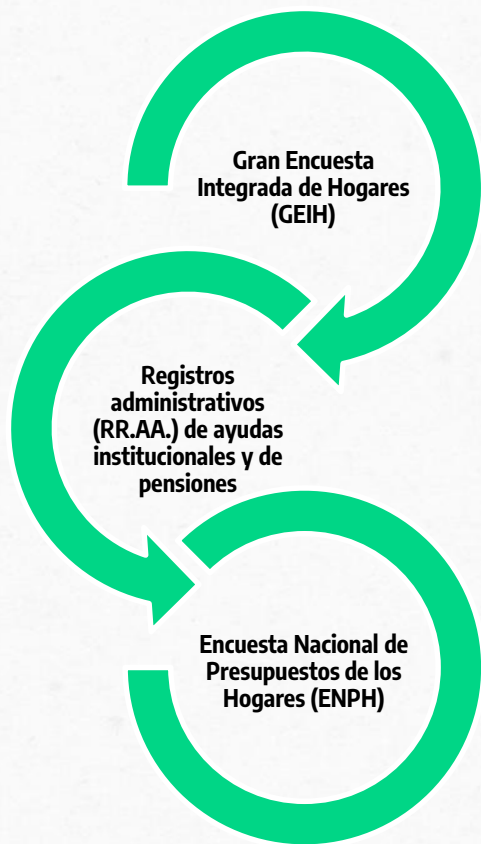 Gran Encuesta
Integrada de Hogares
(GEIH)
Registros
administrativos
(RR.AA.) de ayudas
institucionales y de
pensiones
Encuesta Nacional de
Presupuestos de los
Hogares (ENPH)